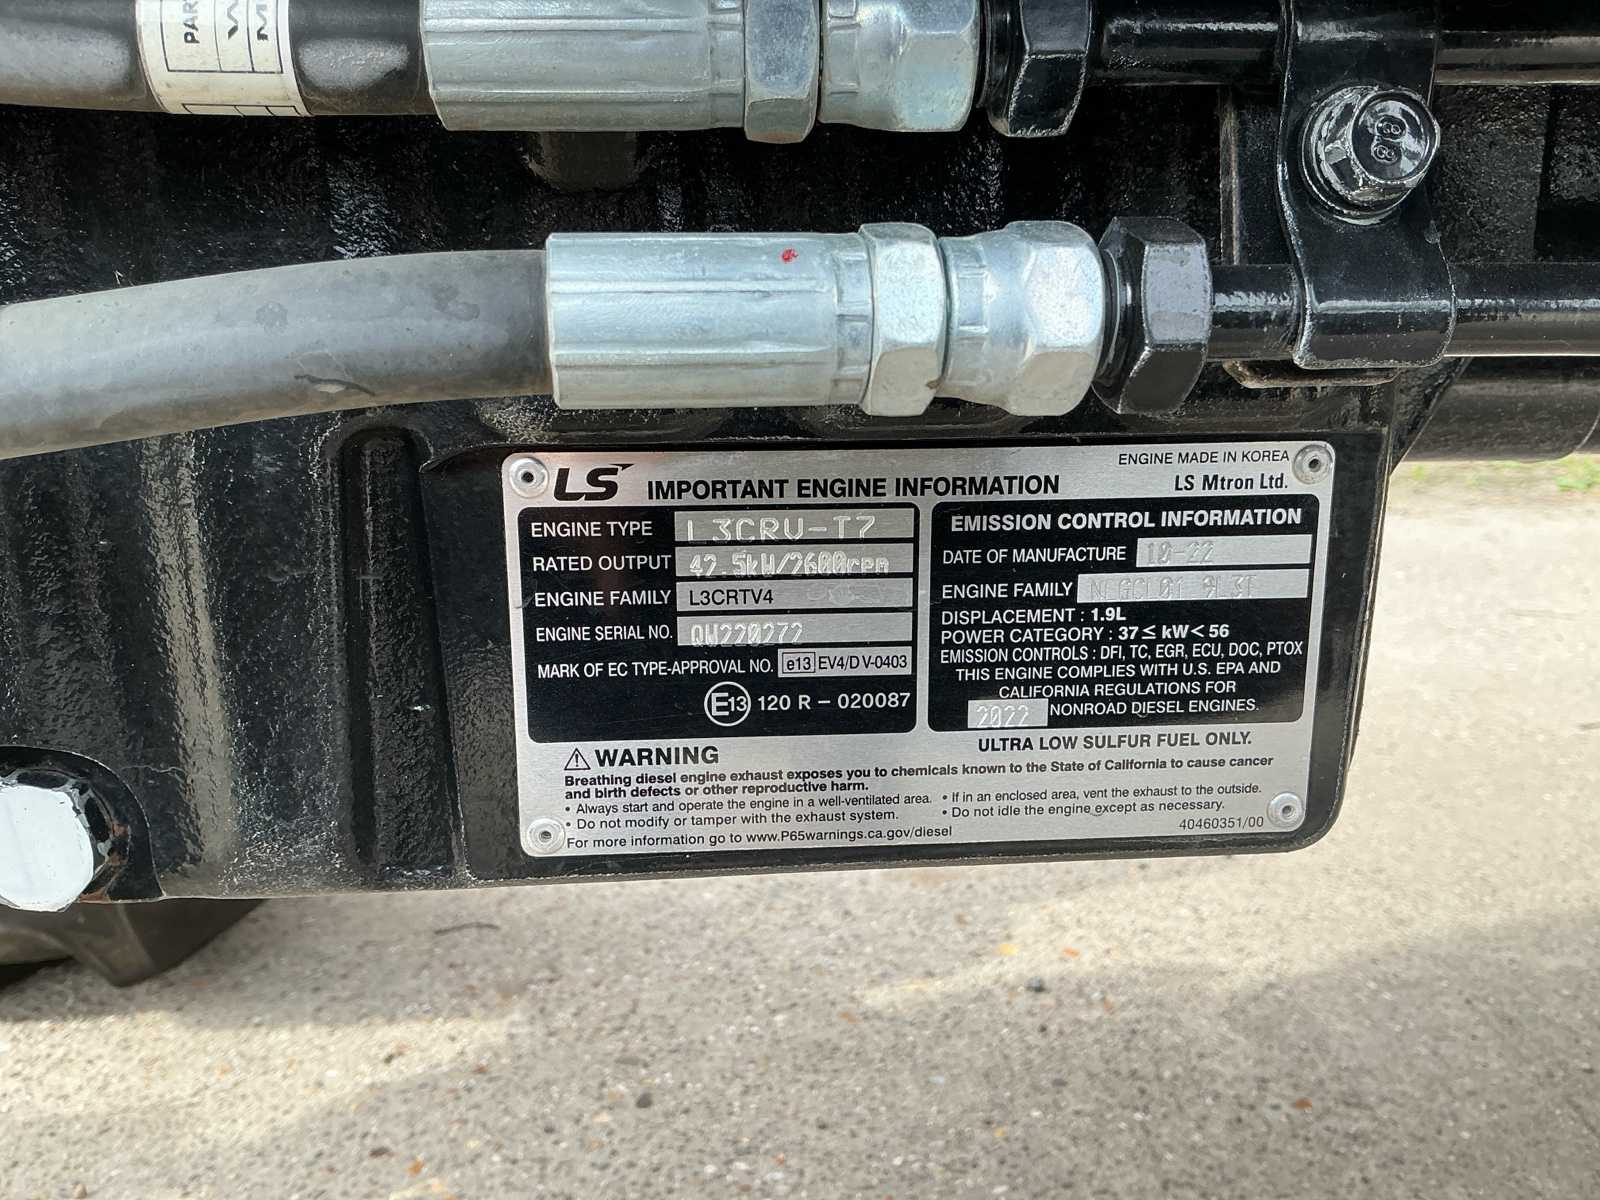 PAR
W
M
8
8
LS
IMPORTANT ENGINE INFORMATION
ENGINE MADE IN KOREA
LS Mtron Ltd.
ENGINE TYPE L3CRV-T7
RATED OUTPUT 42.5kW/2600rpm
ENGINE FAMILY L3CRTV4
ENGINE SERIAL NO. QW220272
MARK OF EC TYPE-APPROVAL NO. e13 EV4/D V-0403
E13 120 R - 020087
EMISSION CONTROL INFORMATION
DATE OF MANUFACTURE 10-22
ENGINE FAMILY
DISPLACEMENT : 1.9L
POWER CATEGORY : 37 ≤ kW < 56
EMISSION CONTROLS : DFI, TC, EGR, ECU, DOC, PTOX
THIS ENGINE COMPLIES WITH U.S. EPA AND
CALIFORNIA REGULATIONS FOR
2022 NONROAD DIESEL ENGINES.
ULTRA LOW SULFUR FUEL ONLY.
WARNING
Breathing diesel engine exhaust exposes you to chemicals known to the State of California to cause cancer
and birth defects or other reproductive harm.
• Always start and operate the engine in a well-ventilated area.
• Do not modify or tamper with the exhaust system.
• If in an enclosed area, vent the exhaust to the outside.
• Do not idle the engine except as necessary.
For more information go to www.P65warnings.ca.gov/diesel
40460351/00